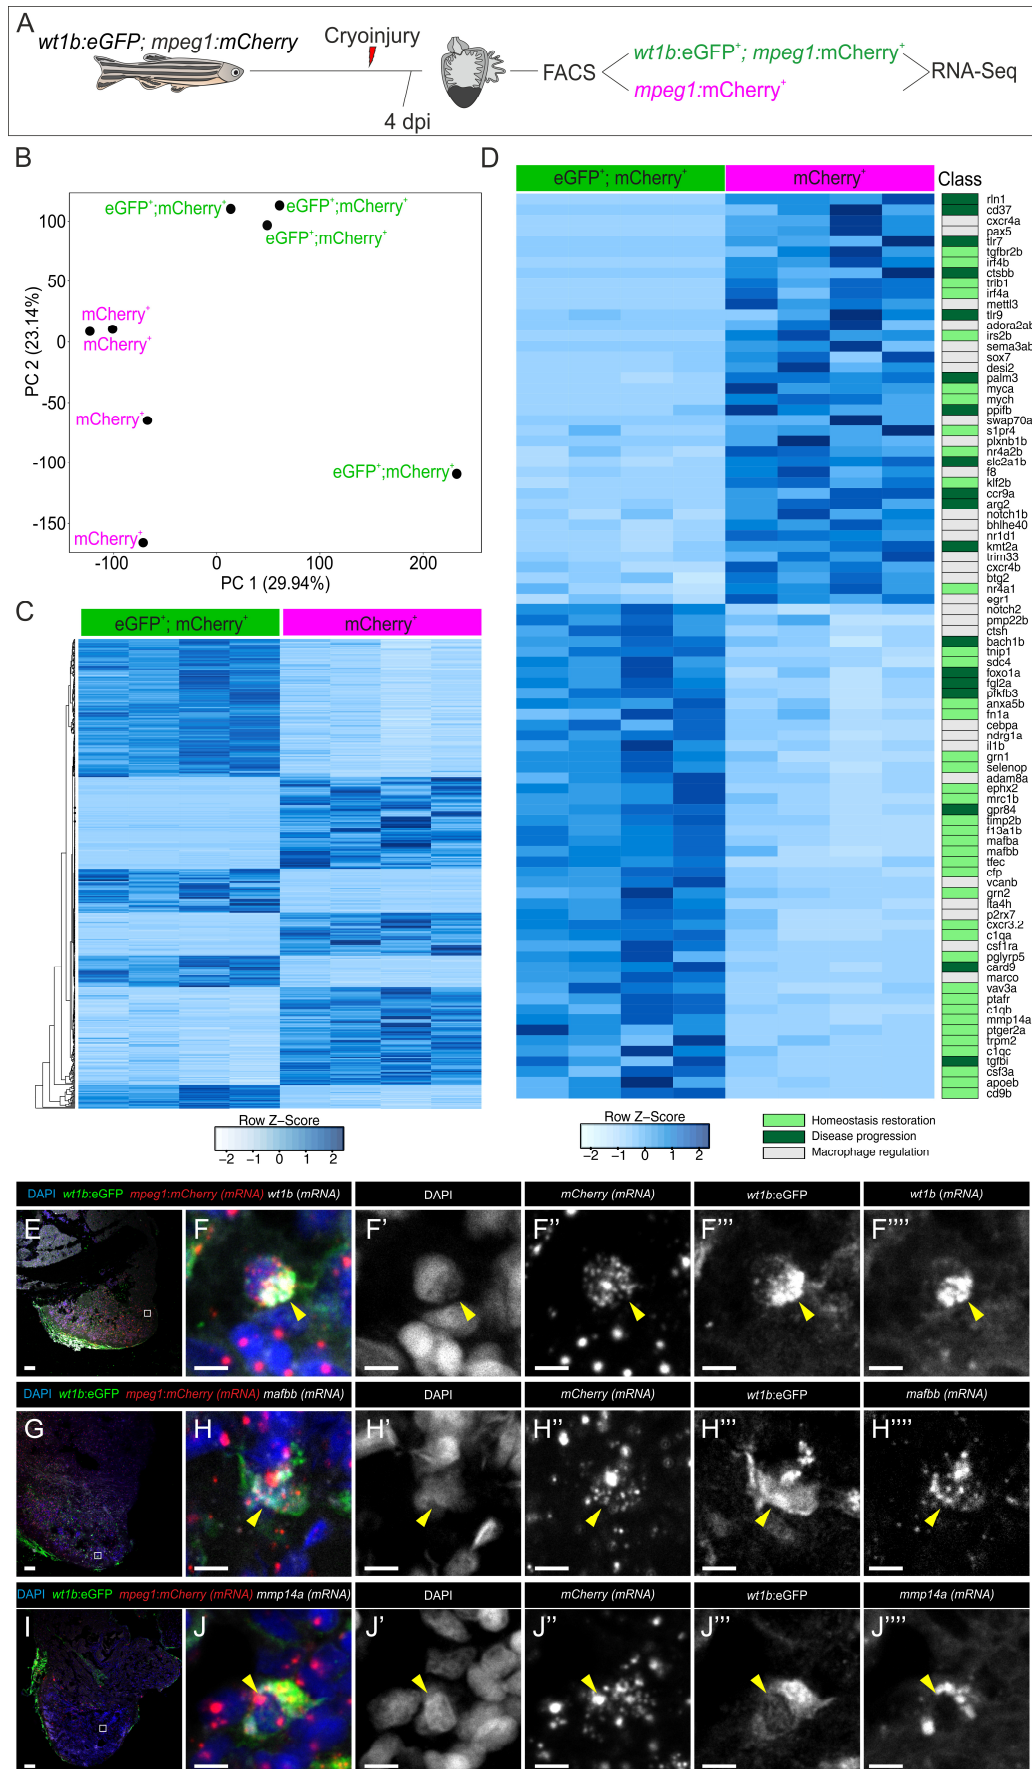 A
wt1b:eGFP; mpeg1:mCherry
Cryoinjury
4 dpi
FACS
wt1b:eGFP+; mpeg1:mCherry+
mpeg1:mCherry+
RNA-Seq
B
eGFP+;mCherry+
eGFP+;mCherry+
eGFP+;mCherry+
mCherry+
mCherry+
mCherry+
eGFP+;mCherry+
mCherry+
100
50
0
-50
-100
-150
PC 2 (23.14%)
-100
0
100
200
PC 1 (29.94%)
C
eGFP+; mCherry+
mCherry+
Row Z−Score
−2
−1
0
1
2
D
eGFP+; mCherry+
mCherry+
Class
rln1
cd37
cxcr4a
pax5
tlr7
tgfbr2b
irf4b
ctsbb
trib1
irf4a
mettl3
tlr9
adora2ab
irs2b
sema3ab
sox7
desi2
palm3
myca
mych
ppifb
swap70a
s1pr4
plxnb1b
nr4a2b
slc2a1b
f8
klf2b
ccr9a
arg2
notch1b
bhlhe40
nr1d1
kmt2a
trim33
cxcr4b
btg2
nr4a1
egr1
notch2
pmp22b
ctsh
bach1b
tnip1
sdc4
foxo1a
fgl2a
pfkfb3
anxa5b
fn1a
cebpa
ndrg1a
il1b
grn1
selenop
adam8a
ephx2
mrc1b
gpr84
timp2b
f13a1b
mafba
mafbb
tfec
cfp
vcanb
grn2
lta4h
p2rx7
cxcr3.2
c1qa
csf1ra
pglyrp5
card9
marco
vav3a
ptafr
c1qb
mmp14a
ptger2a
trpm2
c1qc
tgfbi
csf3a
apoeb
cd9b
Row Z−Score
−2
−1
0
1
2
Homeostasis restoration
Disease progression
Macrophage regulation
DAPI wt1b:eGFP mpeg1:mCherry (mRNA) wt1b (mRNA)
DAPI
mCherry (mRNA)
wt1b:eGFP
wt1b (mRNA)
E
F
F'
F''
F'''
F''''
DAPI wt1b:eGFP mpeg1:mCherry (mRNA) mafbb (mRNA)
DAPI
mCherry (mRNA)
wt1b:eGFP
mafbb (mRNA)
G
H
H'
H''
H'''
H''''
DAPI wt1b:eGFP mpeg1:mCherry (mRNA) mmp14a (mRNA)
DAPI
mCherry (mRNA)
wt1b:eGFP
mmp14a (mRNA)
I
J
J'
J''
J'''
J''''